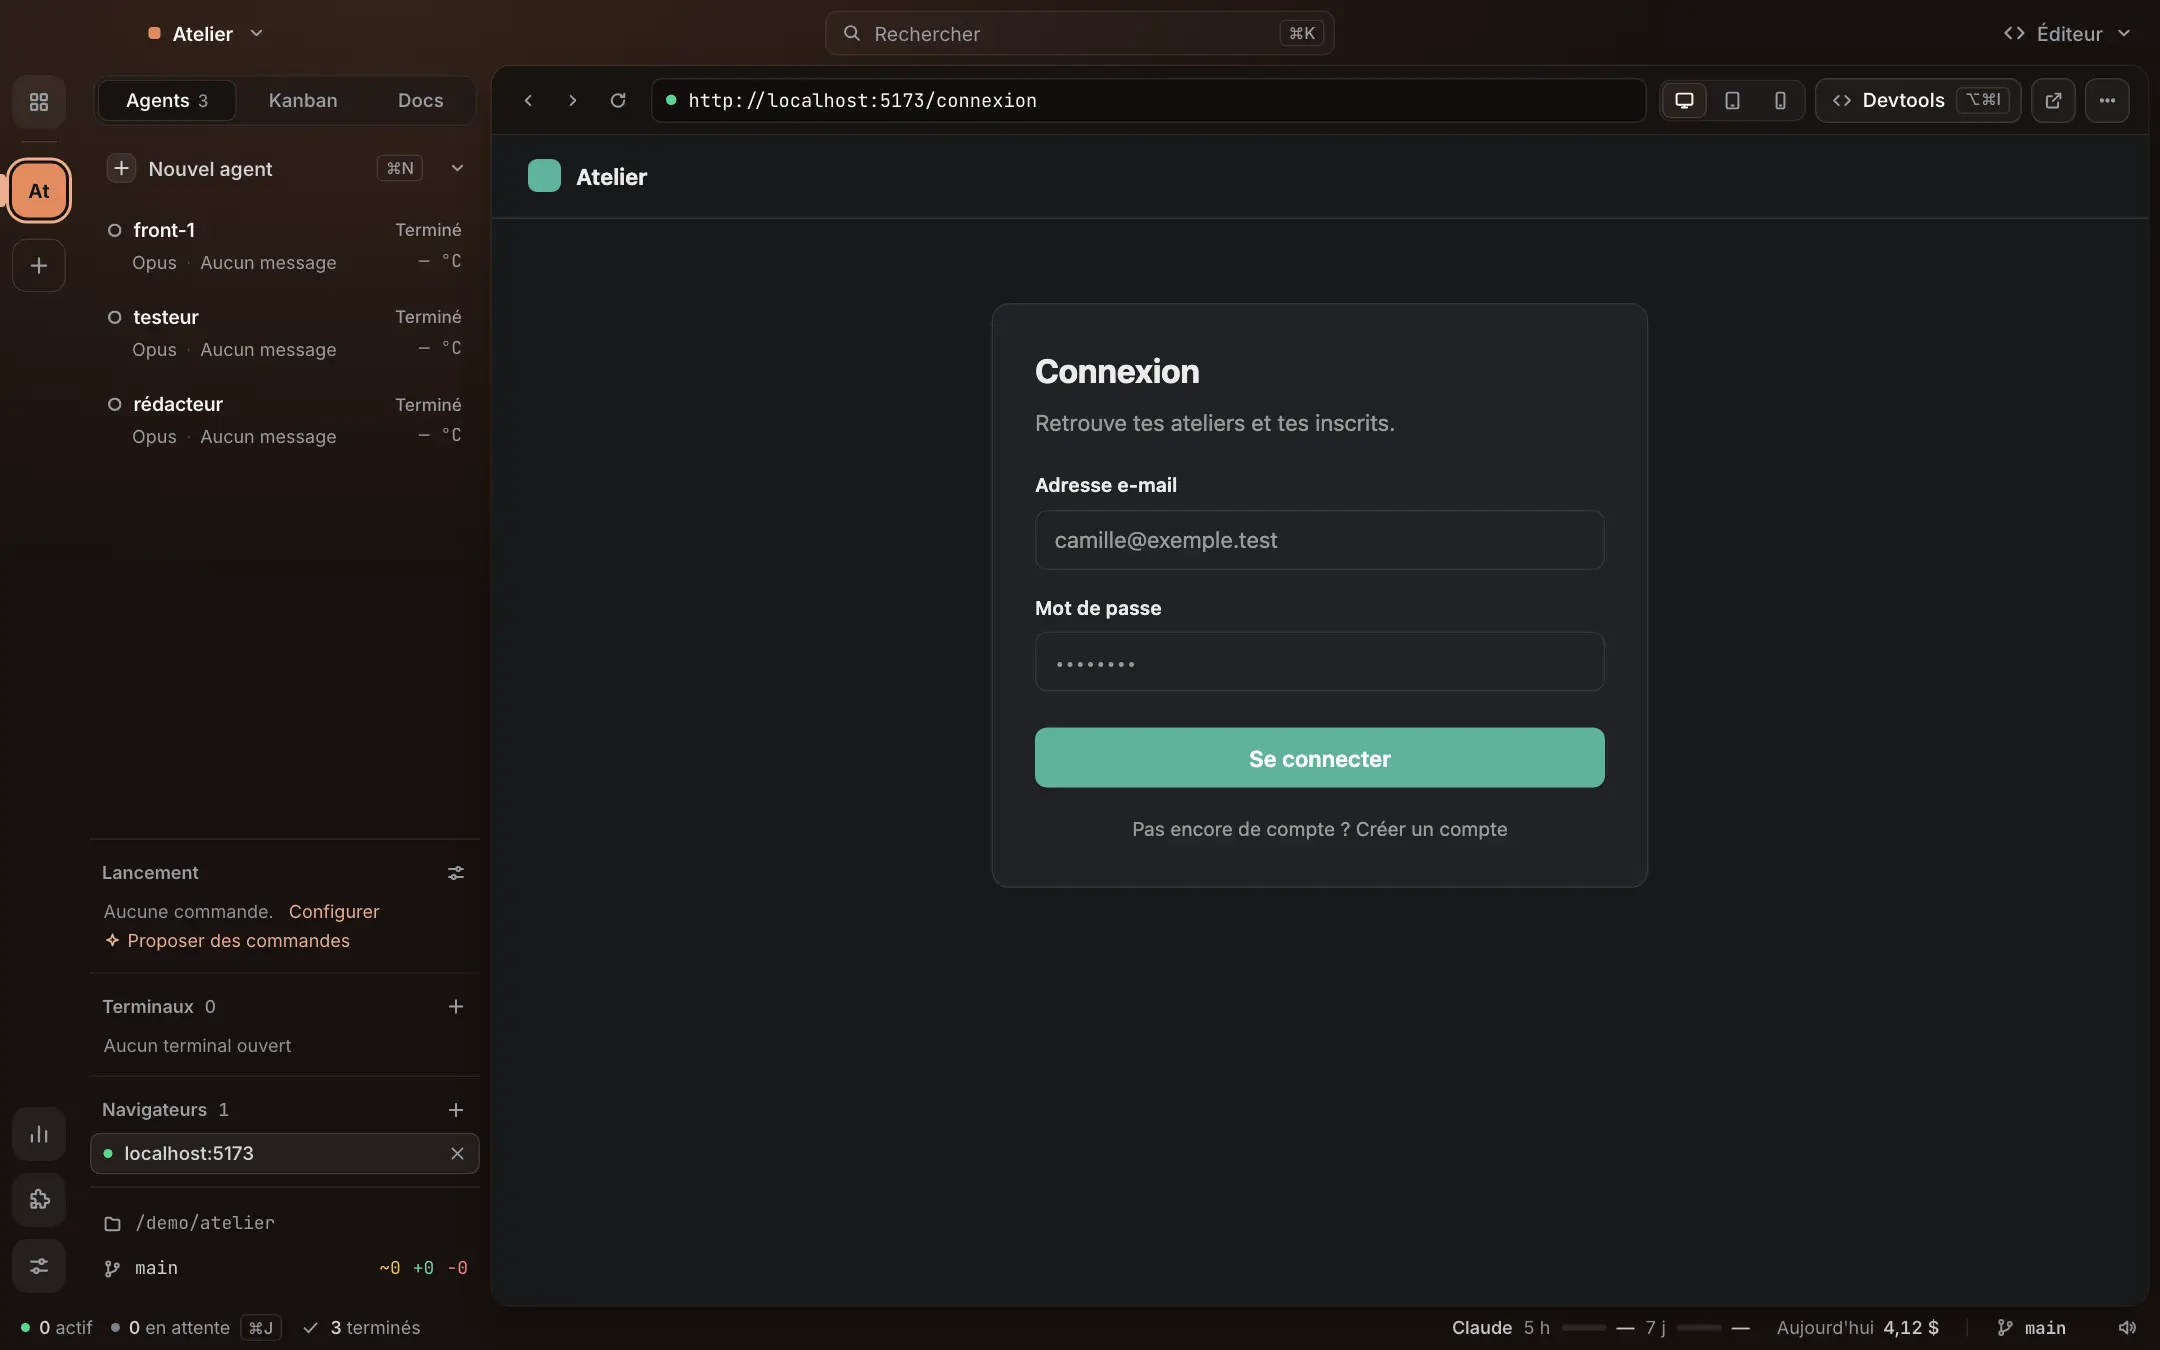 Atelier
Rechercher ⌘K
Éditeur
Agents 3 Kanban Docs
http://localhost:5173/connexion
Devtools ⌥⌘I
At
Nouvel agent ⌘N
front-1 Terminé
Opus · Aucun message — °C
testeur Terminé
Opus · Aucun message — °C
rédacteur Terminé
Opus · Aucun message — °C
Atelier
Connexion
Retrouve tes ateliers et tes inscrits.
Adresse e-mail
camille@exemple.test
Mot de passe
••••••••
Se connecter
Pas encore de compte ? Créer un compte
Lancement
Aucune commande. Configurer
Proposer des commandes
Terminaux 0
Aucun terminal ouvert
Navigateurs 1
localhost:5173
/demo/atelier
main ~0 +0 -0
0 actif 0 en attente ⌘J 3 terminés
Claude 5 h — 7 j — Aujourd'hui 4,12 $ main